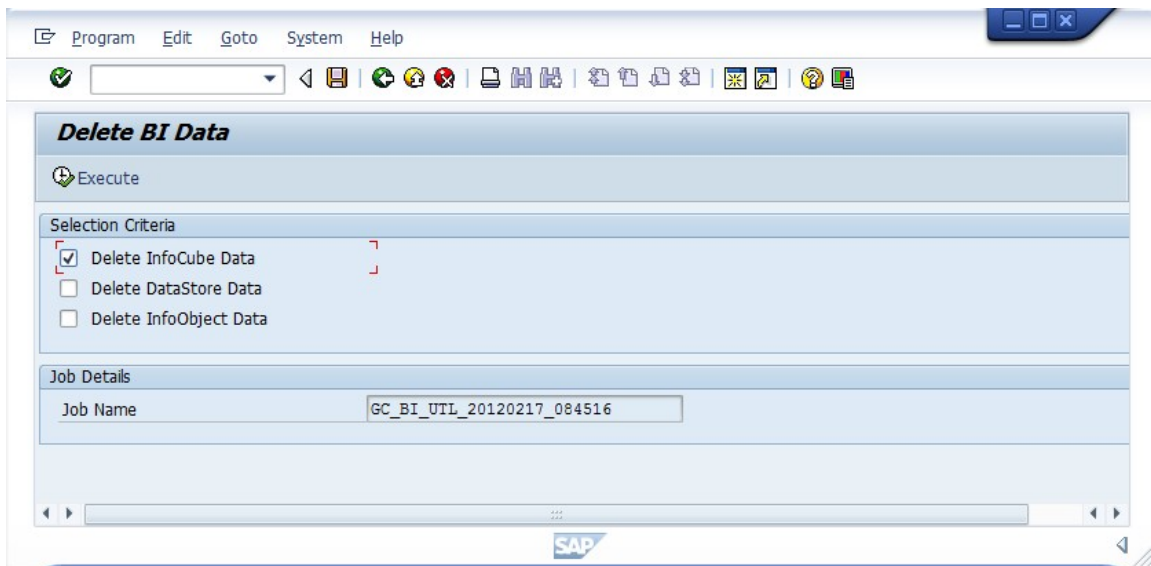 Program Edit Goto System Help
Delete BI Data
Execute
Selection Criteria
Delete InfoCube Data
Delete DataStore Data
Delete InfoObject Data
Job Details
Job Name GC_BI_UTL_20120217_084516
SAP